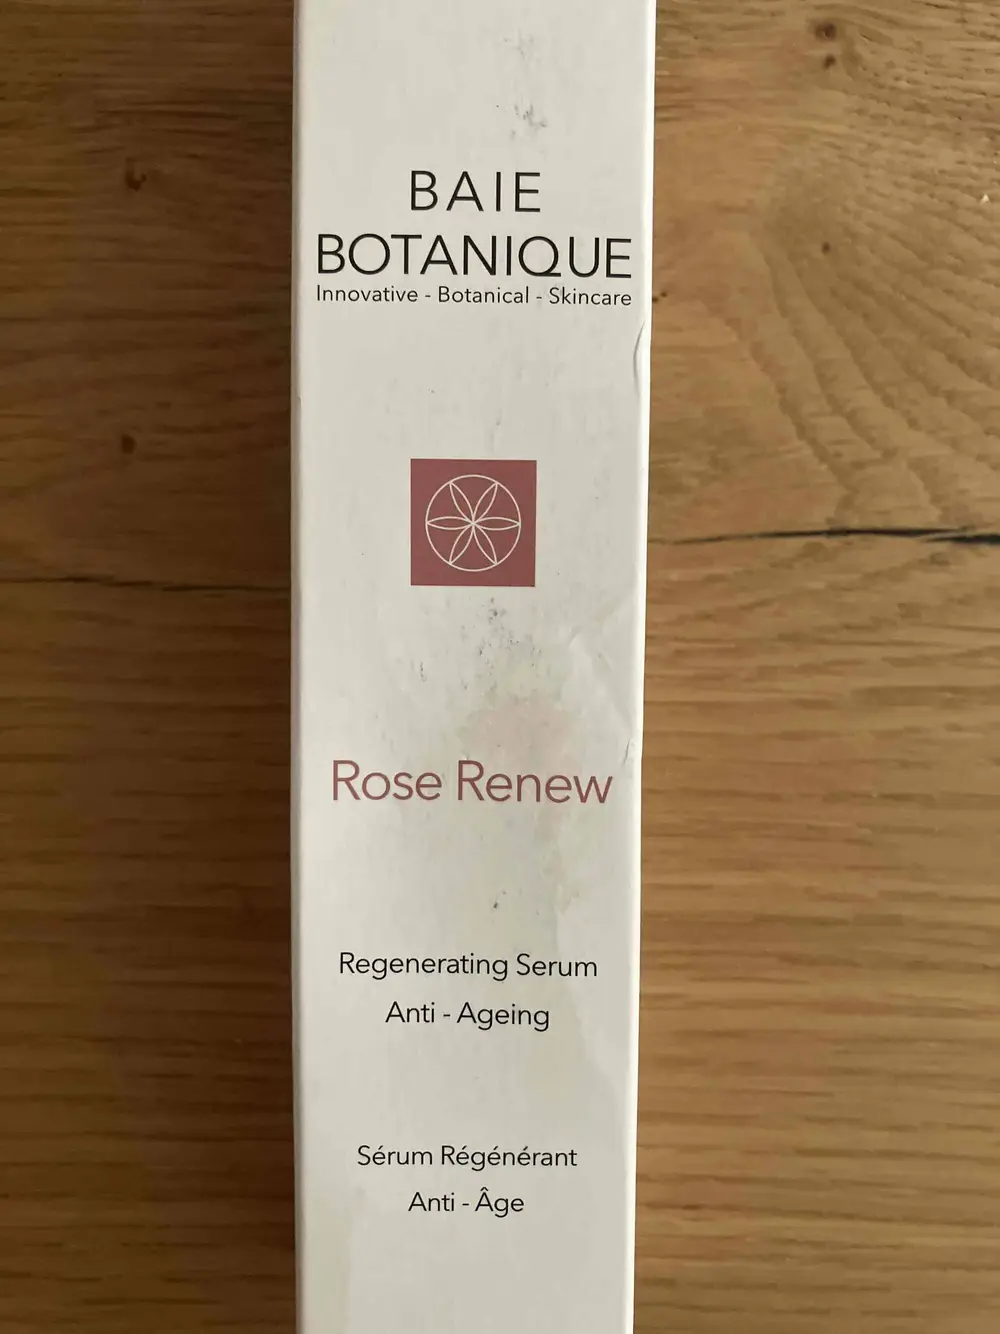 BAIE
BOTANIQUE
Innovative - Botanical - Skincare
Rose Renew
Regenerating Serum
Anti - Ageing
Sérum Régénérant
Anti - Âge